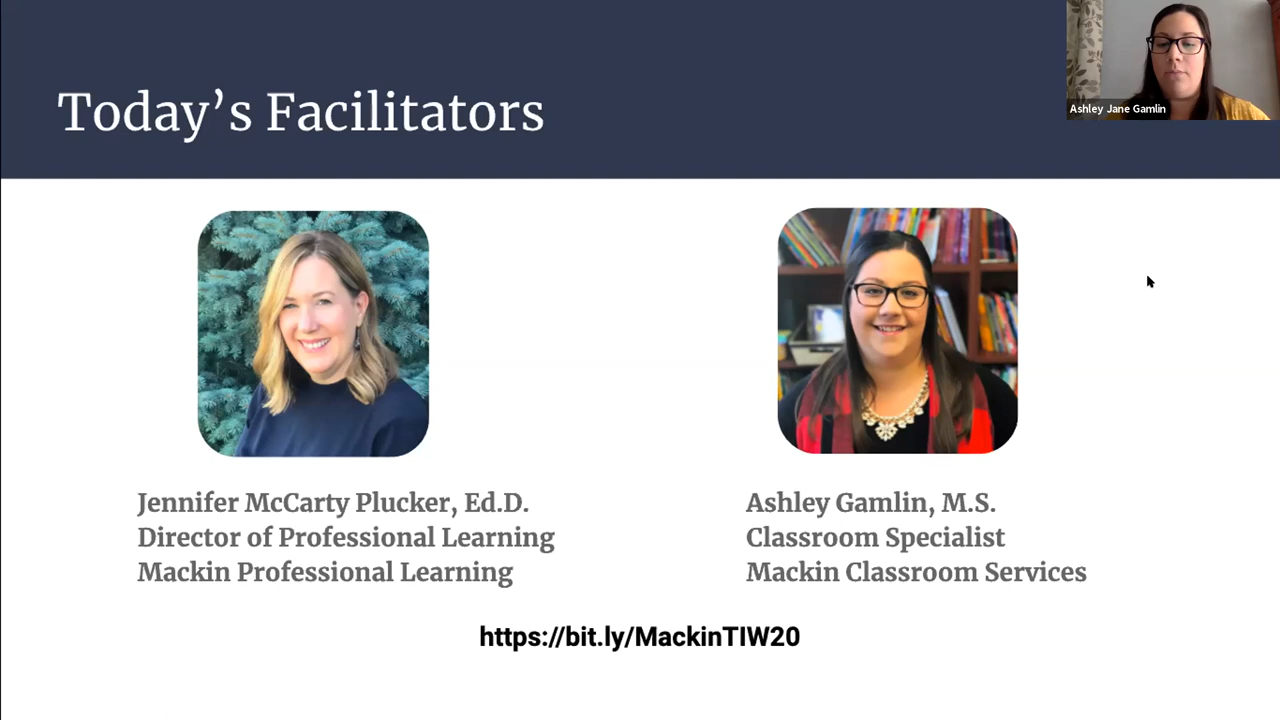 Today’s Facilitators
Ashley Jane Gamlin
Jennifer McCarty Plucker, Ed.D.
Director of Professional Learning
Mackin Professional Learning
Ashley Gamlin, M.S.
Classroom Specialist
Mackin Classroom Services
https://bit.ly/MackinTIW20